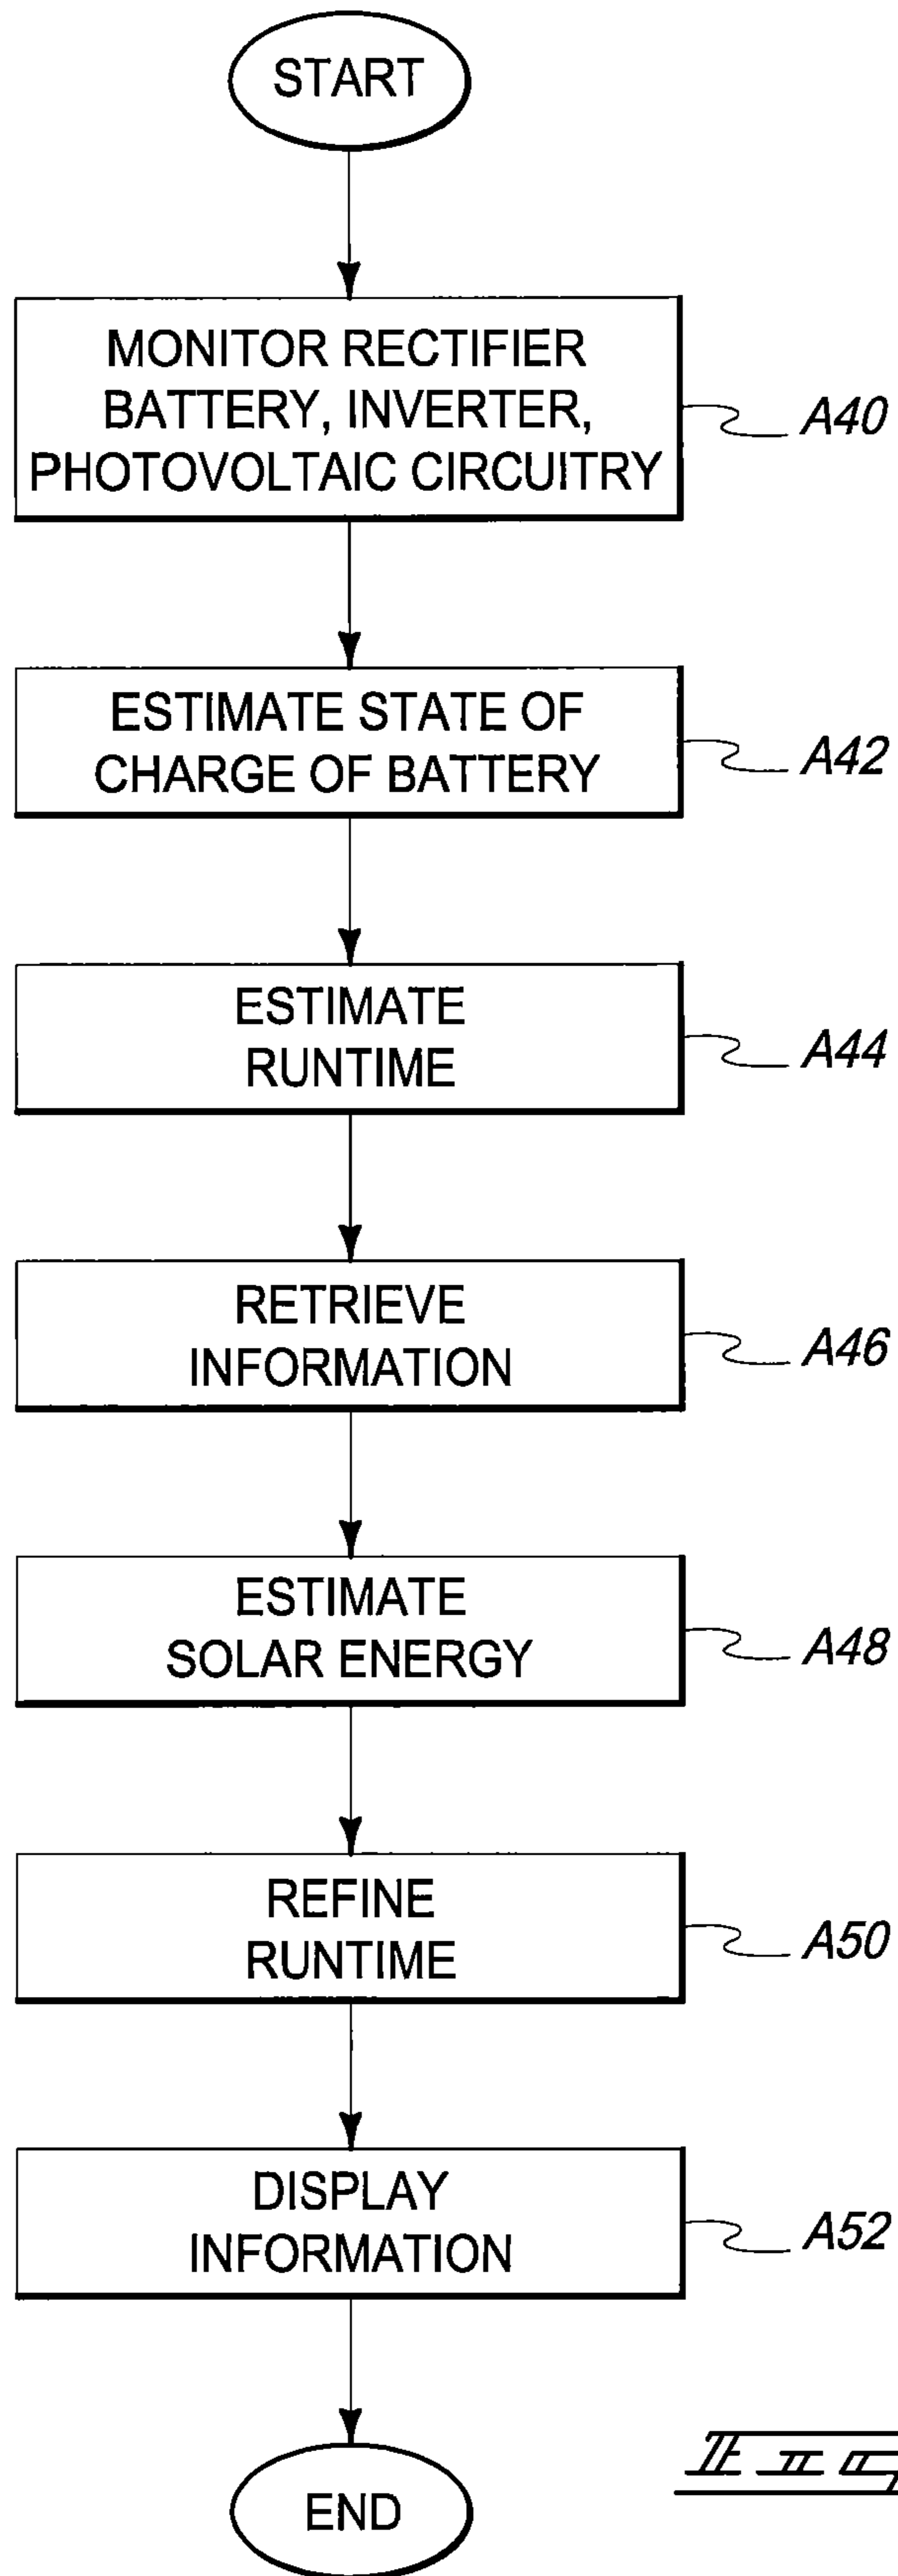 START
MONITOR RECTIFIER
BATTERY, INVERTER,
PHOTOVOLTAIC CIRCUITRY
A40
ESTIMATE STATE OF
CHARGE OF BATTERY
A42
ESTIMATE
RUNTIME
A44
RETRIEVE
INFORMATION
A46
ESTIMATE
SOLAR ENERGY
A48
REFINE
RUNTIME
A50
DISPLAY
INFORMATION
A52
END